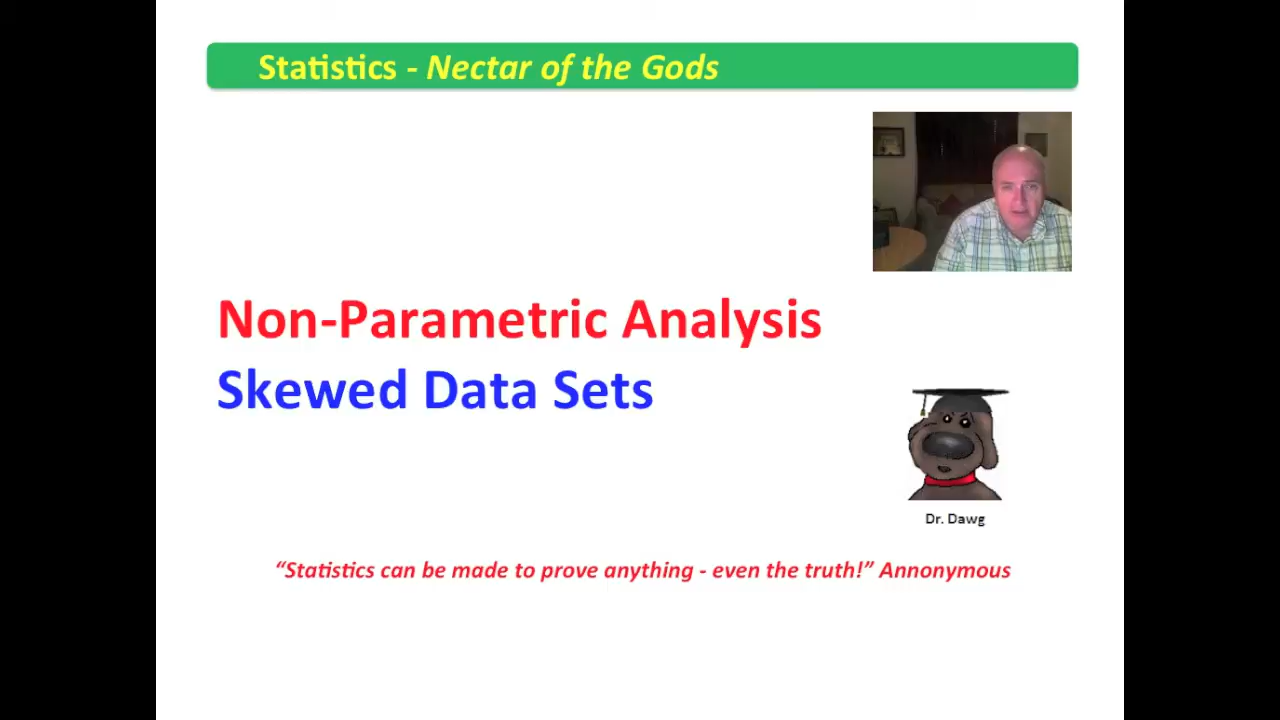 Statistics - Nectar of the Gods
Non-Parametric Analysis
Skewed Data Sets
Dr. Dawg
“Statistics can be made to prove anything - even the truth!” Annonymous